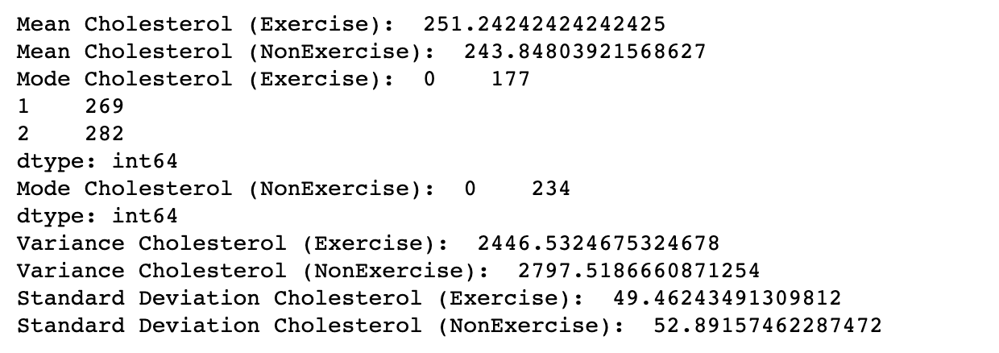 Mean Cholesterol (Exercise):  251.24242424242425
Mean Cholesterol (NonExercise):  243.84803921568627
Mode Cholesterol (Exercise):  0    177
1    269
2    282
dtype: int64
Mode Cholesterol (NonExercise):  0    234
dtype: int64
Variance Cholesterol (Exercise):  2446.5324675324678
Variance Cholesterol (NonExercise):  2797.5186660871254
Standard Deviation Cholesterol (Exercise):  49.46243491309812
Standard Deviation Cholesterol (NonExercise):  52.89157462287472